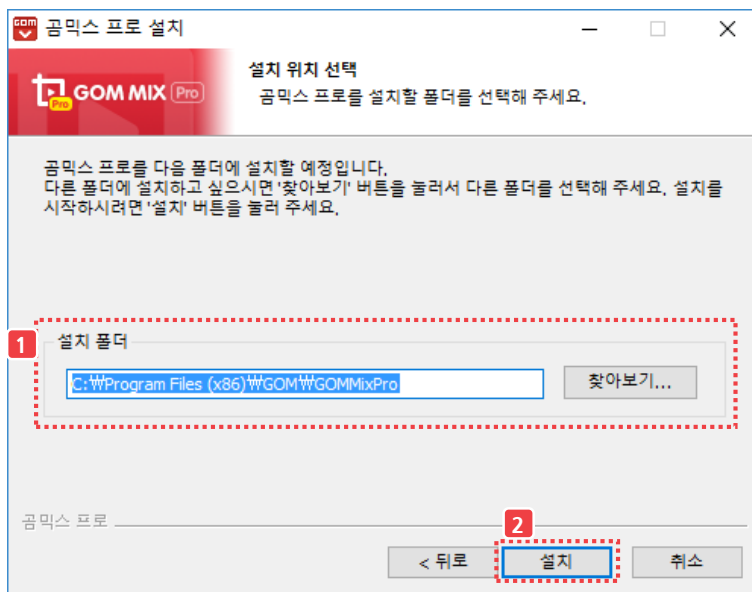 곰믹스 프로 설치
GOM MIX Pro
Pro
설치 위치 선택
곰믹스 프로를 설치할 폴더를 선택해 주세요.
곰믹스 프로를 다음 폴더에 설치할 예정입니다.
다른 폴더에 설치하고 싶으시면 '찾아보기' 버튼을 눌러서 다른 폴더를 선택해 주세요. 설치를
시작하시려면 '설치' 버튼을 눌러 주세요.
1
설치 폴더
C:₩Program Files (x86)₩GOM₩GOMMixPro
찾아보기...
곰믹스 프로
2
< 뒤로
설치
취소